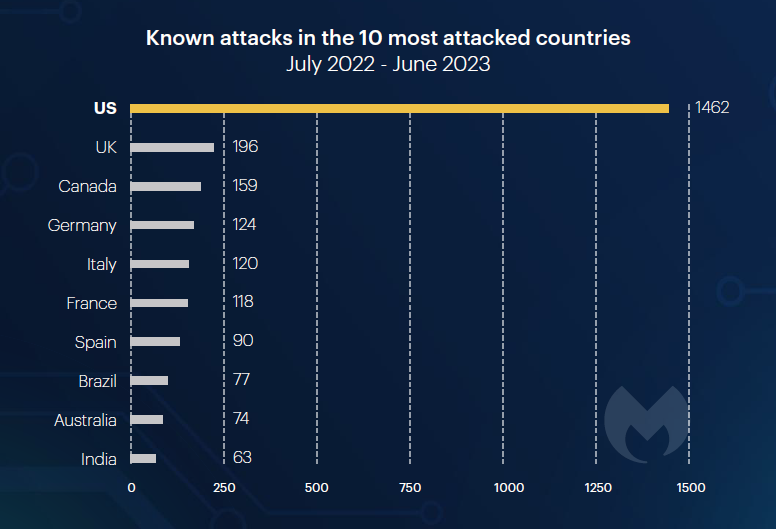 Known attacks in the 10 most attacked countries
July 2022 - June 2023
US 1462
UK 196
Canada 159
Germany 124
Italy 120
France 118
Spain 90
Brazil 77
Australia 74
India 63
0 250 500 750 1000 1250 1500